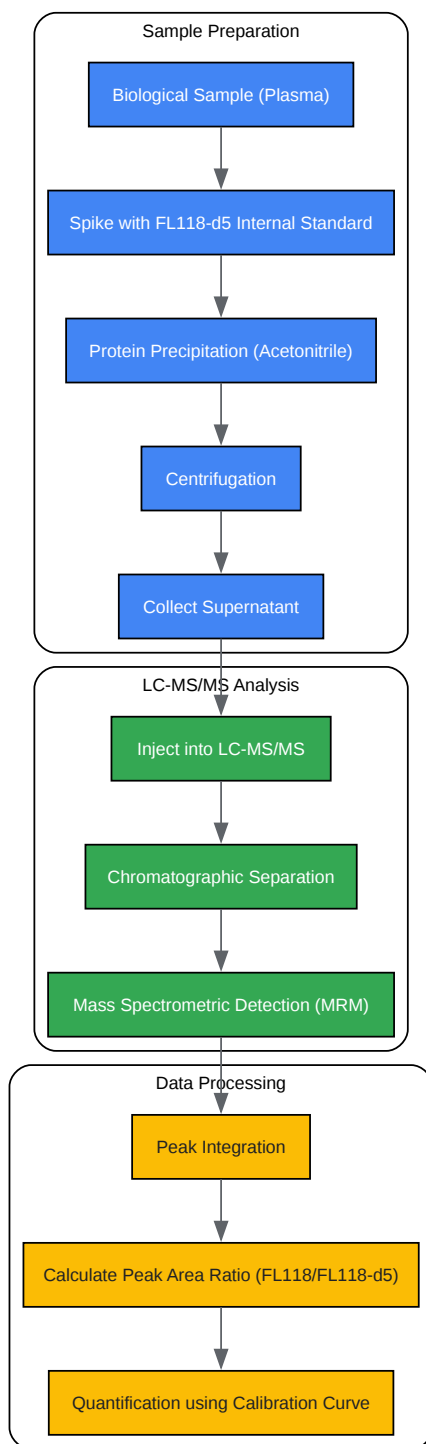 Sample Preparation
Biological Sample (Plasma)
Spike with FL118-d5 Internal Standard
Protein Precipitation (Acetonitrile)
Centrifugation
Collect Supernatant
LC-MS/MS Analysis
Inject into LC-MS/MS
Chromatographic Separation
Mass Spectrometric Detection (MRM)
Data Processing
Peak Integration
Calculate Peak Area Ratio (FL118/FL118-d5)
Quantification using Calibration Curve